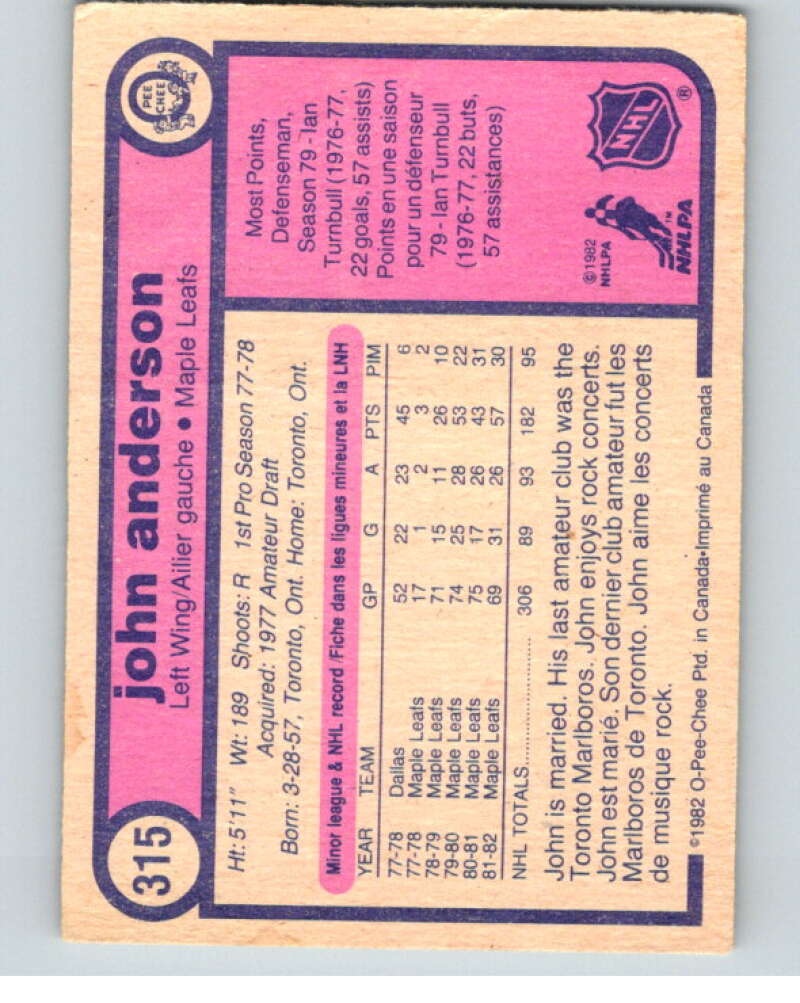 315
john anderson
Left Wing/Ailier gauche • Maple Leafs
O
PEE
CHEE
Ht: 5'11" Wt: 189 Shoots: R 1st Pro Season 77-78
Acquired: 1977 Amateur Draft
Born: 3-28-57, Toronto, Ont. Home: Toronto, Ont.
Minor league & NHL record/Fiche dans les ligues mineures et la LNH
YEAR TEAM GP G A PTS PIM
77-78 Dallas 52 22 23 45 6
77-78 Maple Leafs 17 1 2 3 2
78-79 Maple Leafs 71 15 11 26 10
79-80 Maple Leafs 74 25 28 53 22
80-81 Maple Leafs 75 17 26 43 31
81-82 Maple Leafs 69 31 26 57 30
NHL TOTALS.................. 306 89 93 182 95
John is married. His last amateur club was the
Toronto Marlboros. John enjoys rock concerts.
John est marié. Son dernier club amateur fut les
Marlboros de Toronto. John aime les concerts
de musique rock.
©1982 O-Pee-Chee Ptd. in Canada•Imprimé au Canada
Most Points,
Defenseman,
Season 79 - Ian
Turnbull (1976-77,
22 goals, 57 assists)
Points en une saison
pour un défenseur
79 - Ian Turnbull
(1976-77, 22 buts,
57 assistances)
©1982
NHLPA
NHLPA™
NHL®